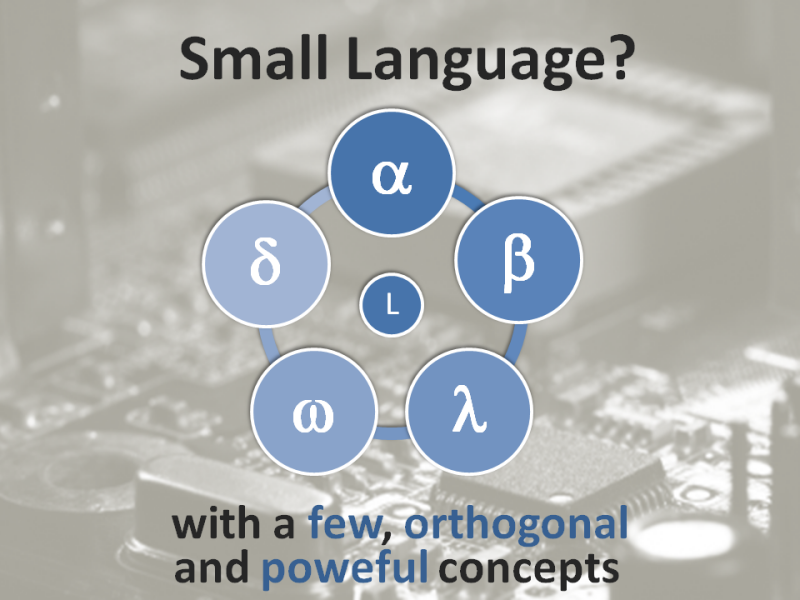 Small Language?
α
δ
β
L
ω
λ
with a few, orthogonal
and poweful concepts